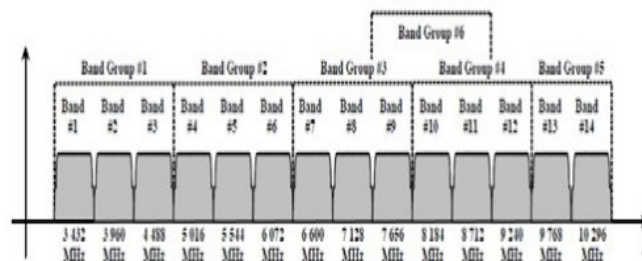 Band Group #6
Band Group #1 Band Group #2 Band Group #3 Band Group #4 Band Group #5
Band Band Band Band Band Band Band Band Band Band Band Band Band Band
#1 #2 #3 #4 #5 #6 #7 #8 #9 #10 #11 #12 #13 #14
3 432 3 960 4 488 5 016 5 544 6 072 6 600 7 128 7 656 8 184 8 712 9 240 9 768 10 296
MHz MHz MHz MHz MHz MHz MHz MHz MHz MHz MHz MHz MHz MHz